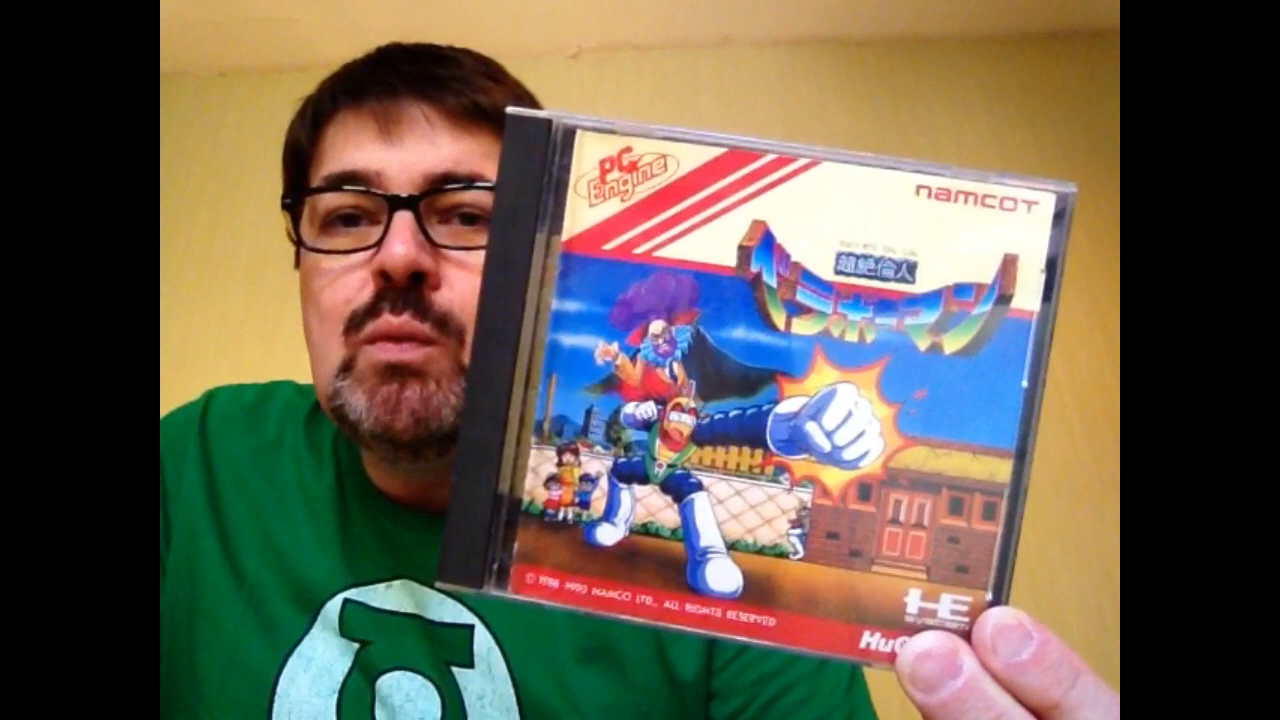 PC
Engine
namcoT
超絶倫人
ベラボーマン
© 1988 1990 NAMCO LTD., ALL RIGHTS RESERVED
HE
SYSTEM